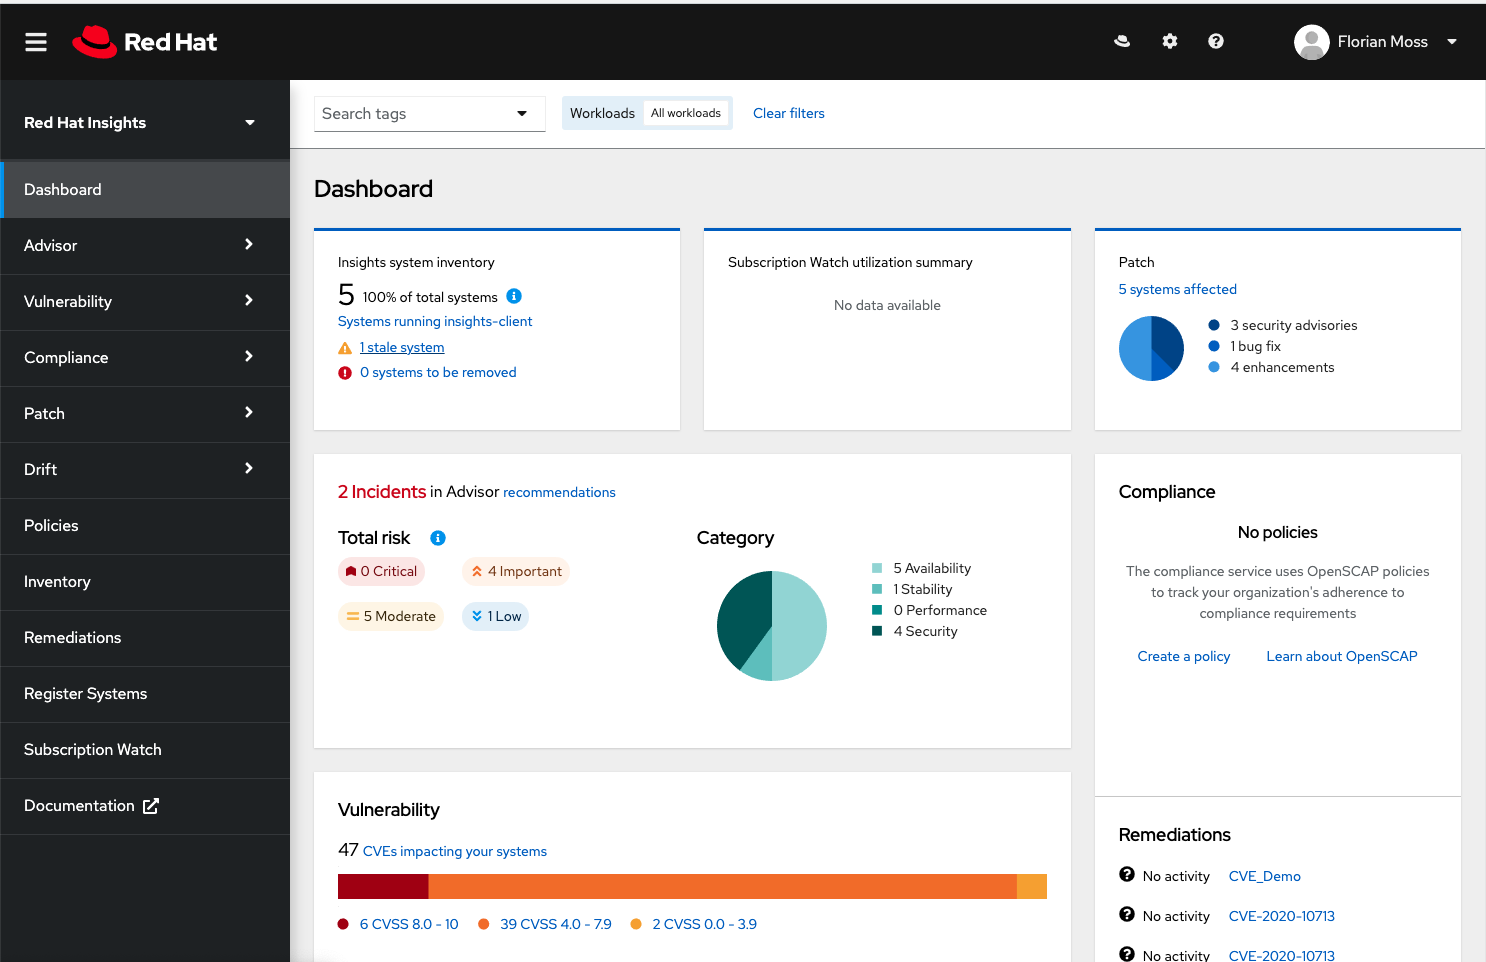 Red Hat
Florian Moss
Red Hat Insights
Dashboard
Advisor
Vulnerability
Compliance
Patch
Drift
Policies
Inventory
Remediations
Register Systems
Subscription Watch
Documentation
Search tags
Workloads All workloads
Clear filters
Dashboard
Insights system inventory
5 100% of total systems
Systems running insights-client
1 stale system
0 systems to be removed
Subscription Watch utilization summary
No data available
Patch
5 systems affected
3 security advisories
1 bug fix
4 enhancements
2 Incidents in Advisor recommendations
Total risk
0 Critical
4 Important
5 Moderate
1 Low
Category
5 Availability
1 Stability
0 Performance
4 Security
Compliance
No policies
The compliance service uses OpenSCAP policies
to track your organization's adherence to
compliance requirements
Create a policy
Learn about OpenSCAP
Vulnerability
47 CVEs impacting your systems
6 CVSS 8.0 - 10
39 CVSS 4.0 - 7.9
2 CVSS 0.0 - 3.9
Remediations
No activity CVE_Demo
No activity CVE-2020-10713
No activity CVE-2020-10713